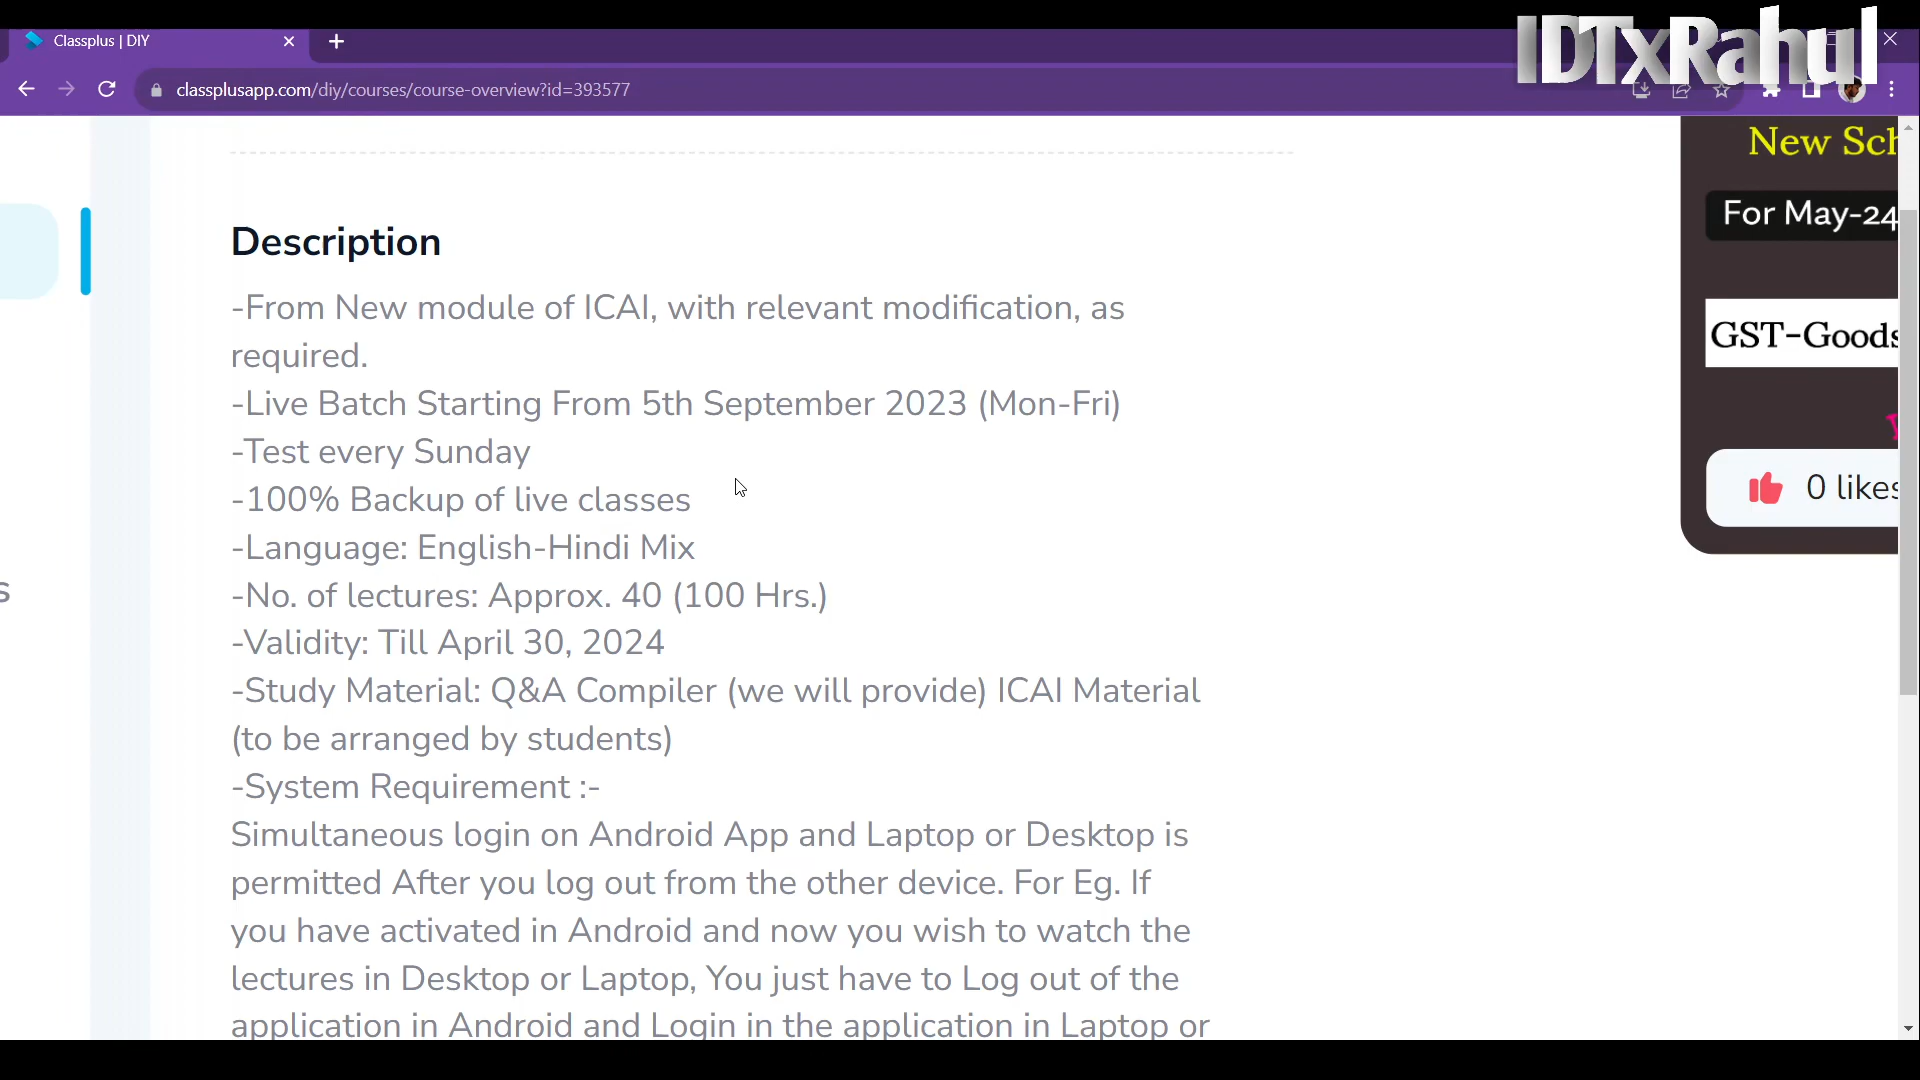 IDTxRahul
Classplus | DIY
classplusapp.com/diy/courses/course-overview?id=393577
New Sch
For May-24
GST-Goods
0 likes
Description
-From New module of ICAI, with relevant modification, as
required.
-Live Batch Starting From 5th September 2023 (Mon-Fri)
-Test every Sunday
-100% Backup of live classes
-Language: English-Hindi Mix
-No. of lectures: Approx. 40 (100 Hrs.)
-Validity: Till April 30, 2024
-Study Material: Q&A Compiler (we will provide) ICAI Material
(to be arranged by students)
-System Requirement :-
Simultaneous login on Android App and Laptop or Desktop is
permitted After you log out from the other device. For Eg. If
you have activated in Android and now you wish to watch the
lectures in Desktop or Laptop, You just have to Log out of the
application in Android and Login in the application in Laptop or
s